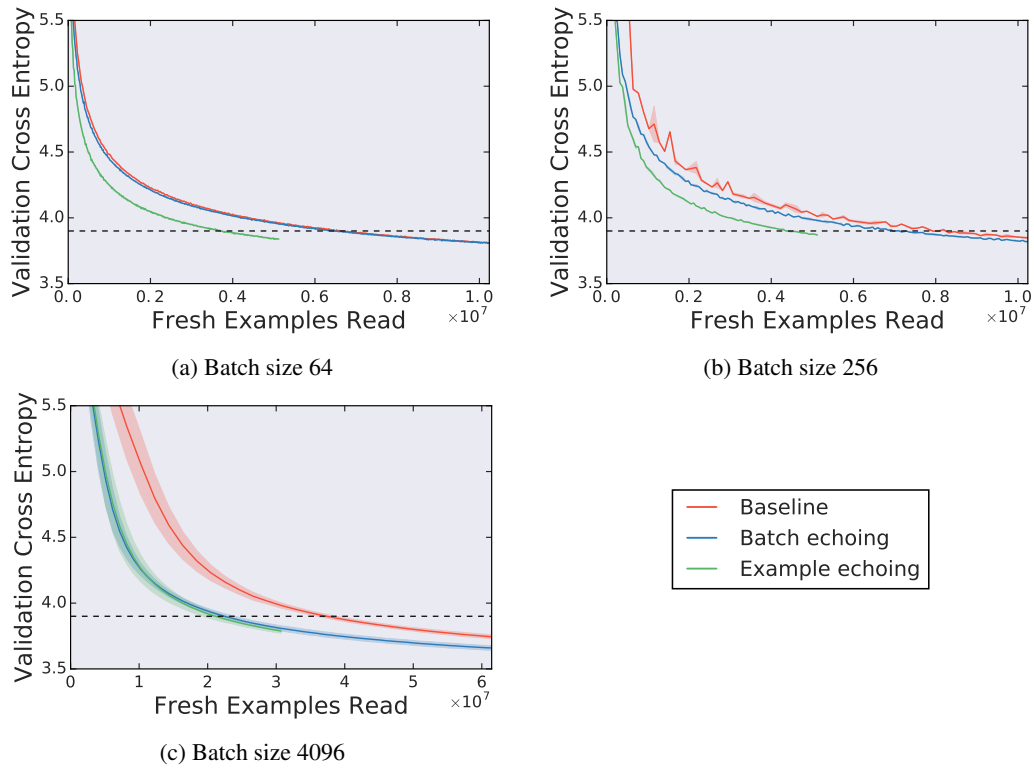 Validation Cross Entropy
5.5
5.0
4.5
4.0
3.5
0.0 0.2 0.4 0.6 0.8 1.0
×10^7
Fresh Examples Read
(a) Batch size 64
Validation Cross Entropy
5.5
5.0
4.5
4.0
3.5
0.0 0.2 0.4 0.6 0.8 1.0
×10^7
Fresh Examples Read
(b) Batch size 256
Validation Cross Entropy
5.5
5.0
4.5
4.0
3.5
0 1 2 3 4 5 6
×10^7
Fresh Examples Read
(c) Batch size 4096
Baseline
Batch echoing
Example echoing